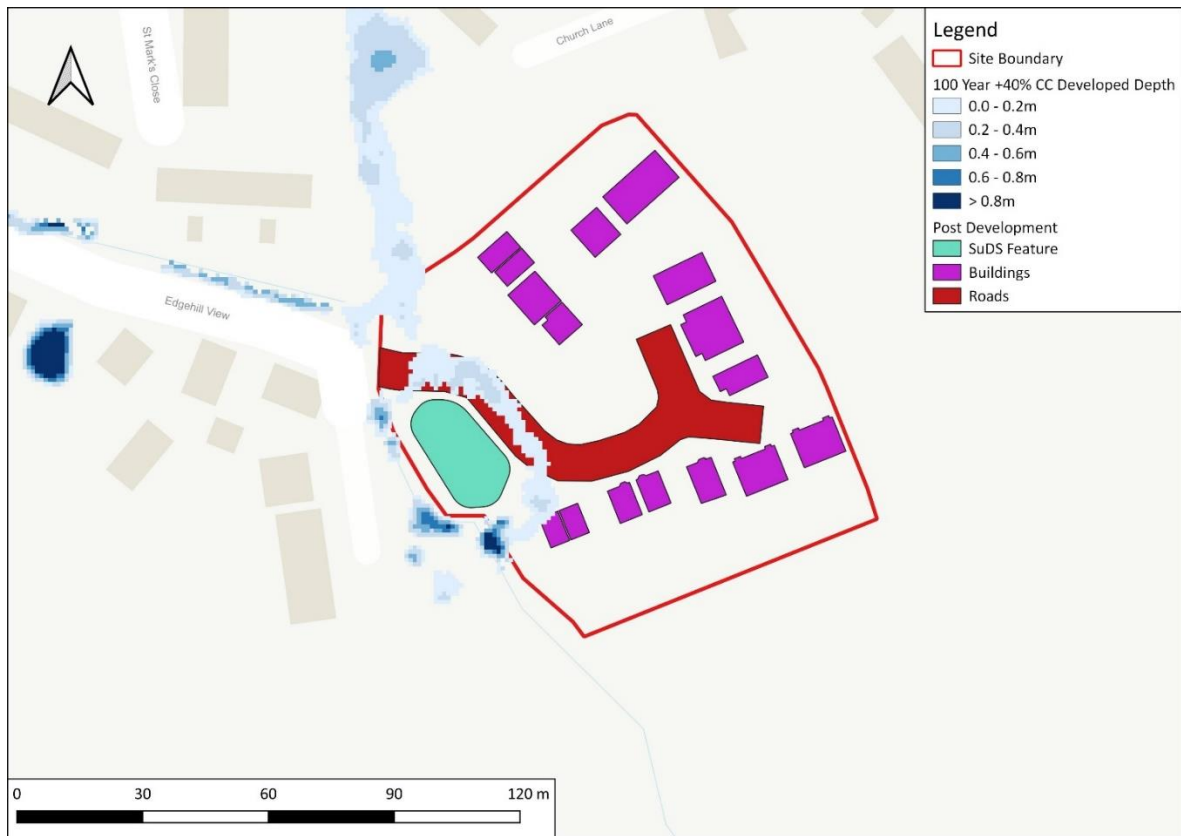 St Mark's Close
Church Lane
Edgehill View
Legend
Site Boundary
100 Year +40% CC Developed Depth
0.0 - 0.2m
0.2 - 0.4m
0.4 - 0.6m
0.6 - 0.8m
> 0.8m
Post Development
SuDS Feature
Buildings
Roads
0 30 60 90 120 m